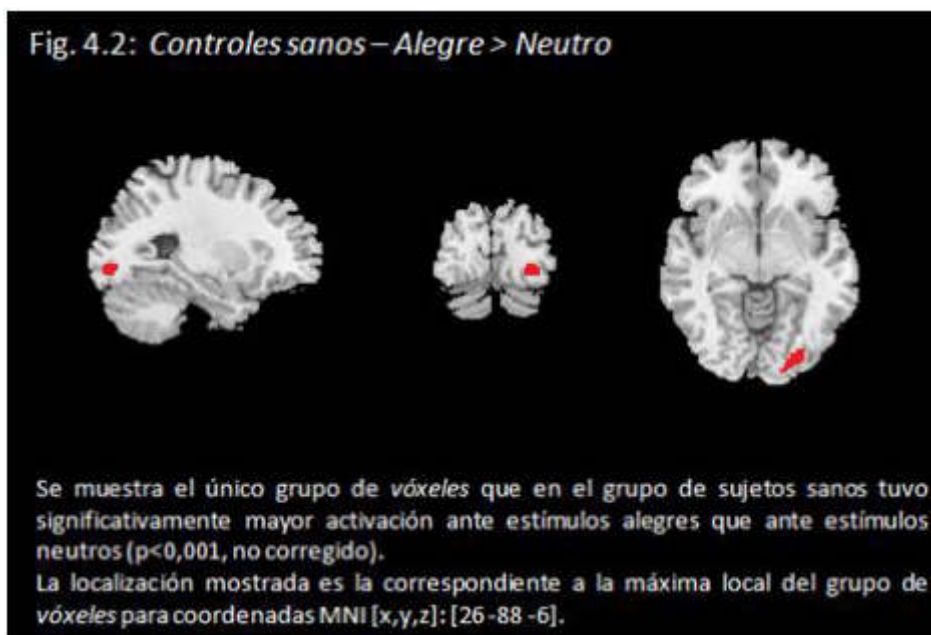 Fig. 4.2: Controles sanos – Alegre > Neutro
Se muestra el único grupo de vóxeles que en el grupo de sujetos sanos tuvo
significativamente mayor activación ante estímulos alegres que ante estímulos
neutros (p<0,001, no corregido).
La localización mostrada es la correspondiente a la máxima local del grupo de
vóxeles para coordenadas MNI [x,y,z]: [26 -88 -6].